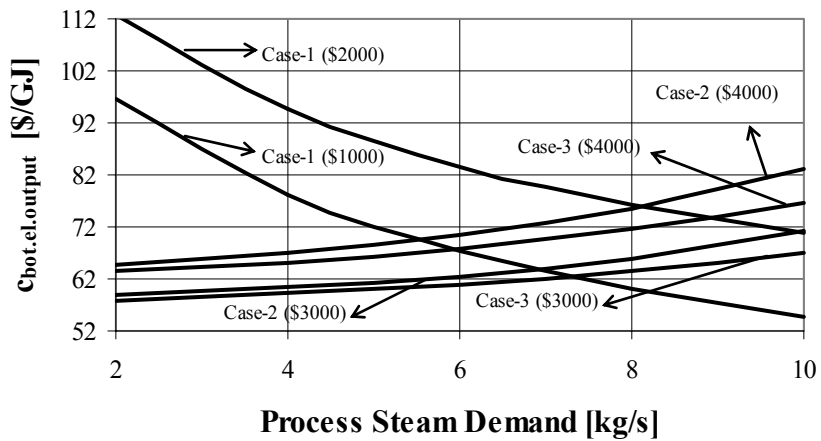 112
102
92
82
72
62
52
c_bot.el.output [$/GJ]
Case-1 ($2000)
Case-2 ($4000)
Case-3 ($4000)
Case-1 ($1000)
Case-2 ($3000)
Case-3 ($3000)
2 4 6 8 10
Process Steam Demand [kg/s]